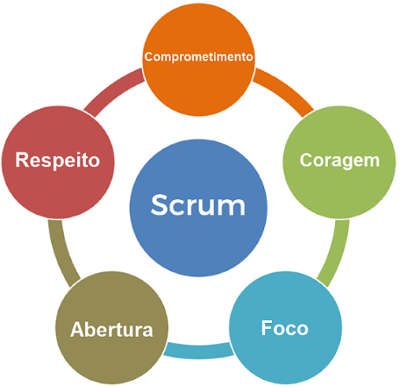 Comprometimento
Respeito
Coragem
Scrum
Abertura
Foco